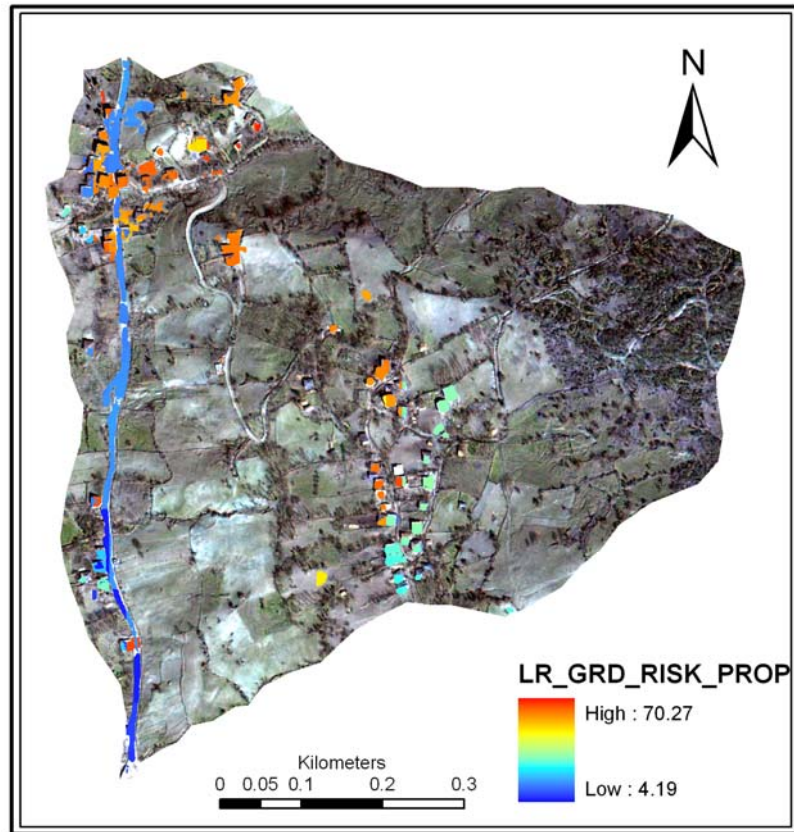 N
LR_GRD_RISK_PROP
High : 70.27
Low : 4.19
Kilometers
0 0.05 0.1 0.2 0.3